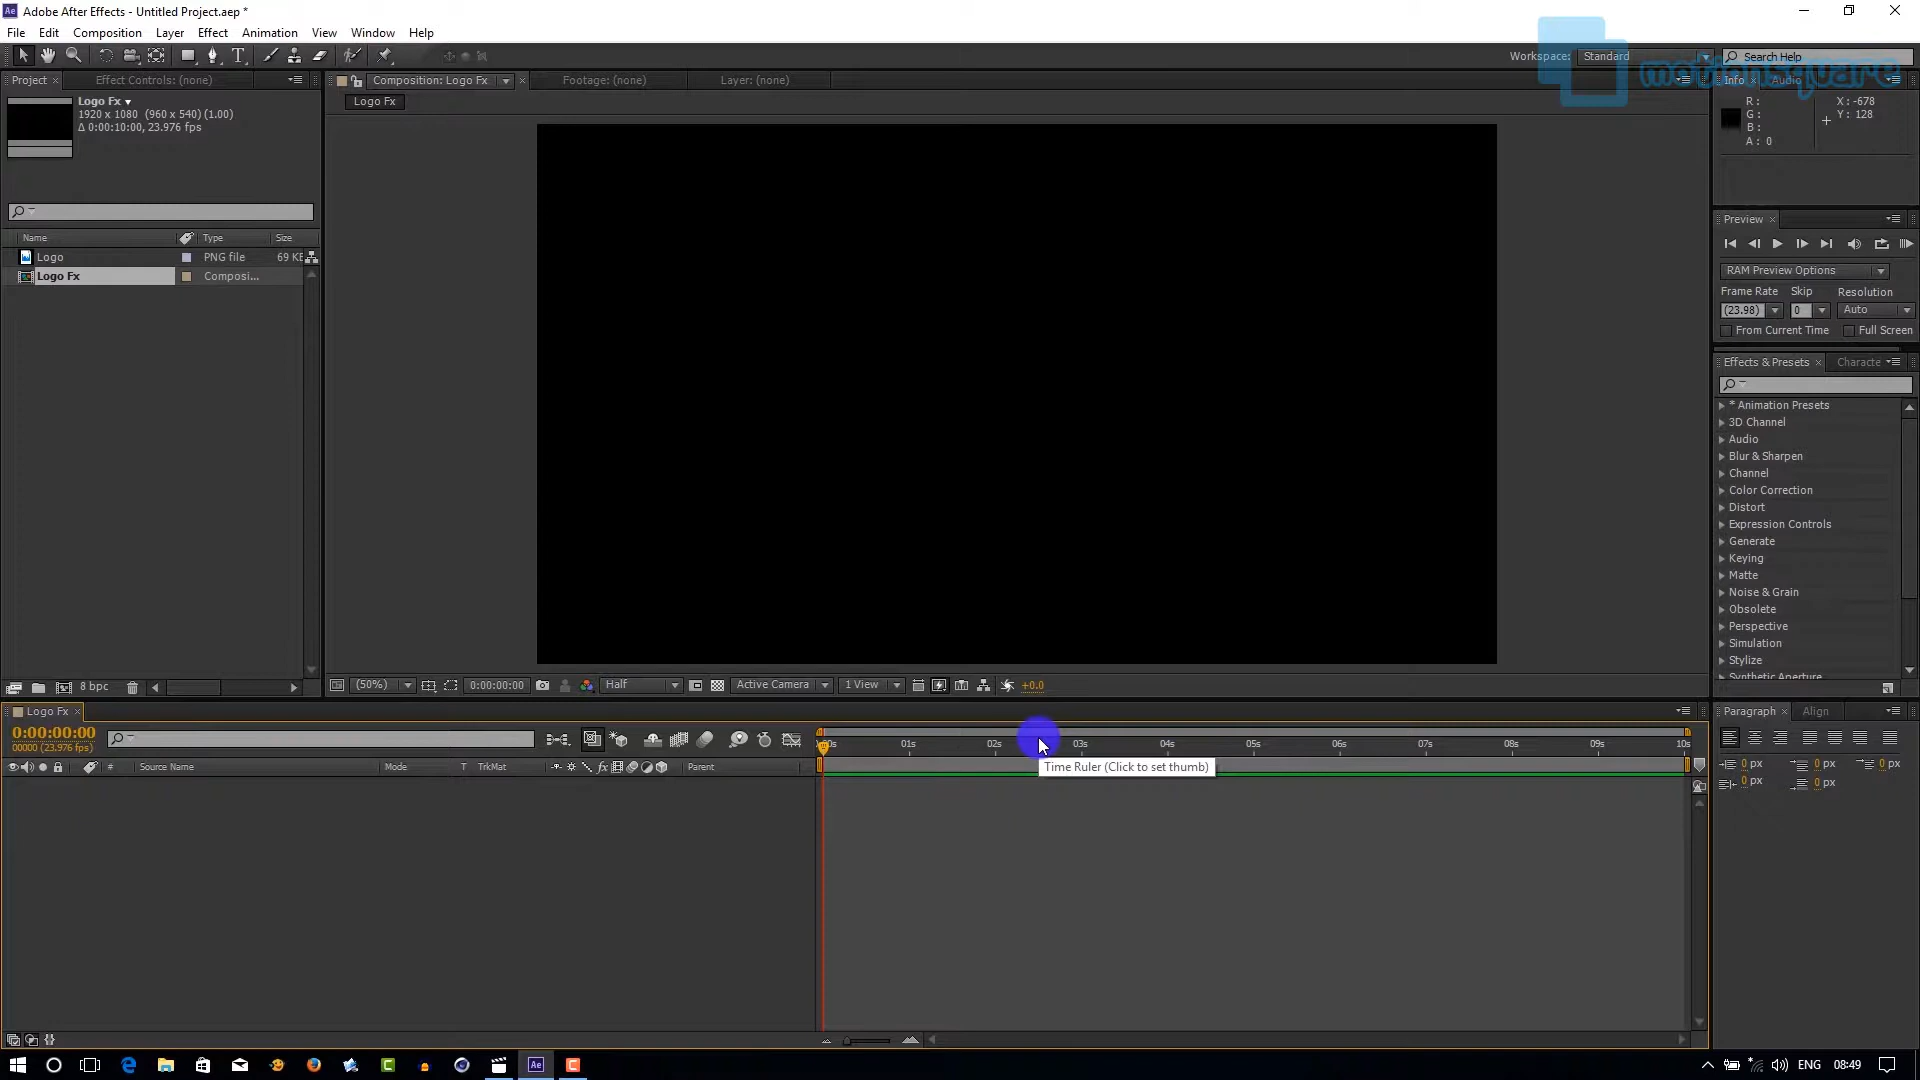 Adobe After Effects - Untitled Project.aep *
File Edit Composition Layer Effect Animation View Window Help
Workspace: Standard Search Help
motionsquare
Project Effect Controls: (none) Composition: Logo Fx Footage: (none) Layer: (none) Info Audio
Logo Fx
1920 x 1080 (960 x 540) (1.00)
Δ 0:00:10:00, 23.976 fps
Logo Fx
R :
G :
B :
A : 0
X : -678
Y : 128
Preview
RAM Preview Options
Frame Rate Skip Resolution
(23.98) 0 Auto
From Current Time Full Screen
Name Type Size
Logo PNG file 69 KE
Logo Fx Composi...
Effects & Presets Characte
* Animation Presets
3D Channel
Audio
Blur & Sharpen
Channel
Color Correction
Distort
Expression Controls
Generate
Keying
Matte
Noise & Grain
Obsolete
Perspective
Simulation
Stylize
Synthetic Aperture
8 bpc
(50%) 0:00:00:00 Half Active Camera 1 View +0.0
Logo Fx
0:00:00:00
00000 (23.976 fps)
01s 02s 03s 04s 05s 06s 07s 08s 09s 10s
# Source Name Mode T TrkMat Parent
Time Ruler (Click to set thumb)
Paragraph Align
0 px 0 px 0 px
0 px 0 px
ENG 08:49